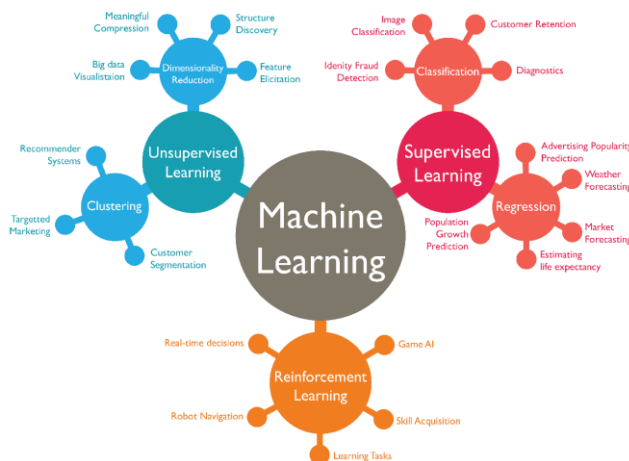 Meaningful
Compression
Structure
Discovery
Big data
Visualistaion
Dimensionality
Reduction
Feature
Elicitation
Unsupervised
Learning
Recommender
Systems
Clustering
Targetted
Marketing
Customer
Segmentation
Image
Classification
Customer Retention
Idenity Fraud
Detection
Classification
Diagnostics
Supervised
Learning
Advertising Popularity
Prediction
Weather
Forecasting
Regression
Population
Growth
Prediction
Market
Forecasting
Estimating
life expectancy
Machine
Learning
Real-time decisions
Game AI
Reinforcement
Learning
Robot Navigation
Skill Acquisition
Learning Tasks